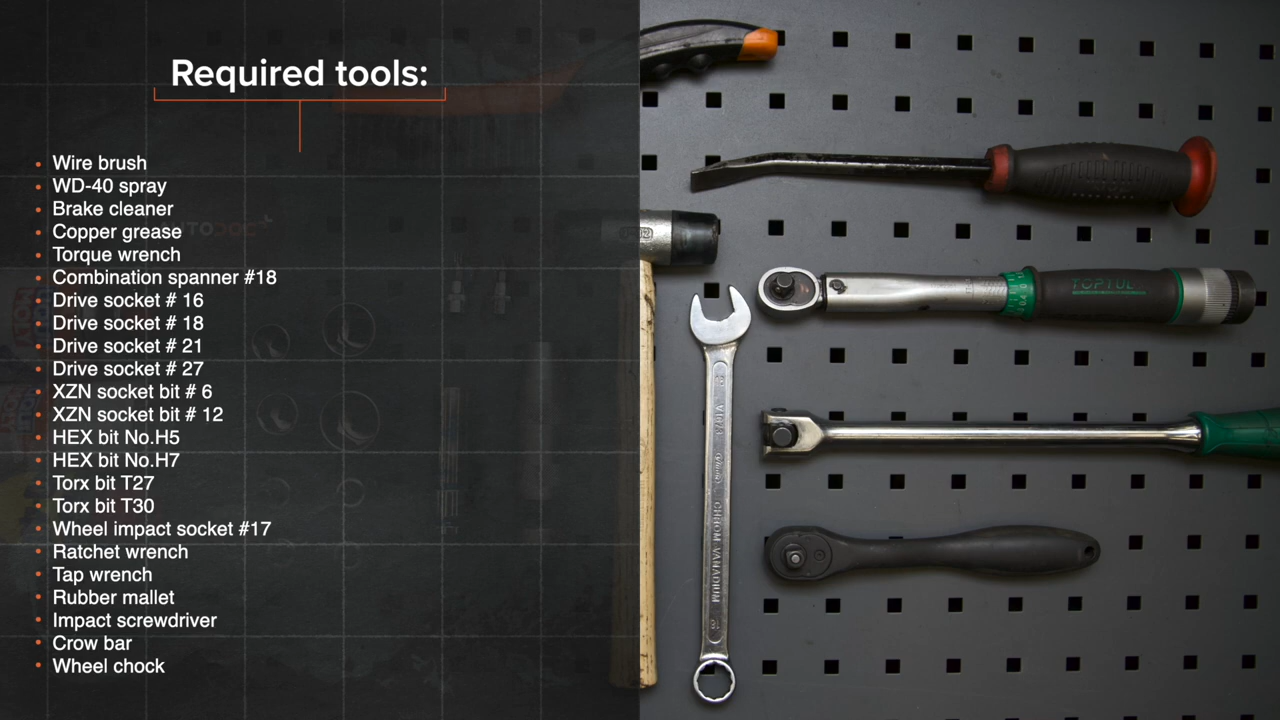 Required tools:
Wire brush
WD-40 spray
Brake cleaner
AUTODOC
Copper grease
Torque wrench
Combination spanner #18
Drive socket # 16
Drive socket # 18
Drive socket # 21
Drive socket # 27
XZN socket bit # 6
XZN socket bit # 12
HEX bit No.H5
HEX bit No.H7
Torx bit T27
Torx bit T30
Wheel impact socket #17
Ratchet wrench
Tap wrench
Rubber mallet
Impact screwdriver
Crow bar
Wheel chock
TOPTUL
CHROM VANADIUM